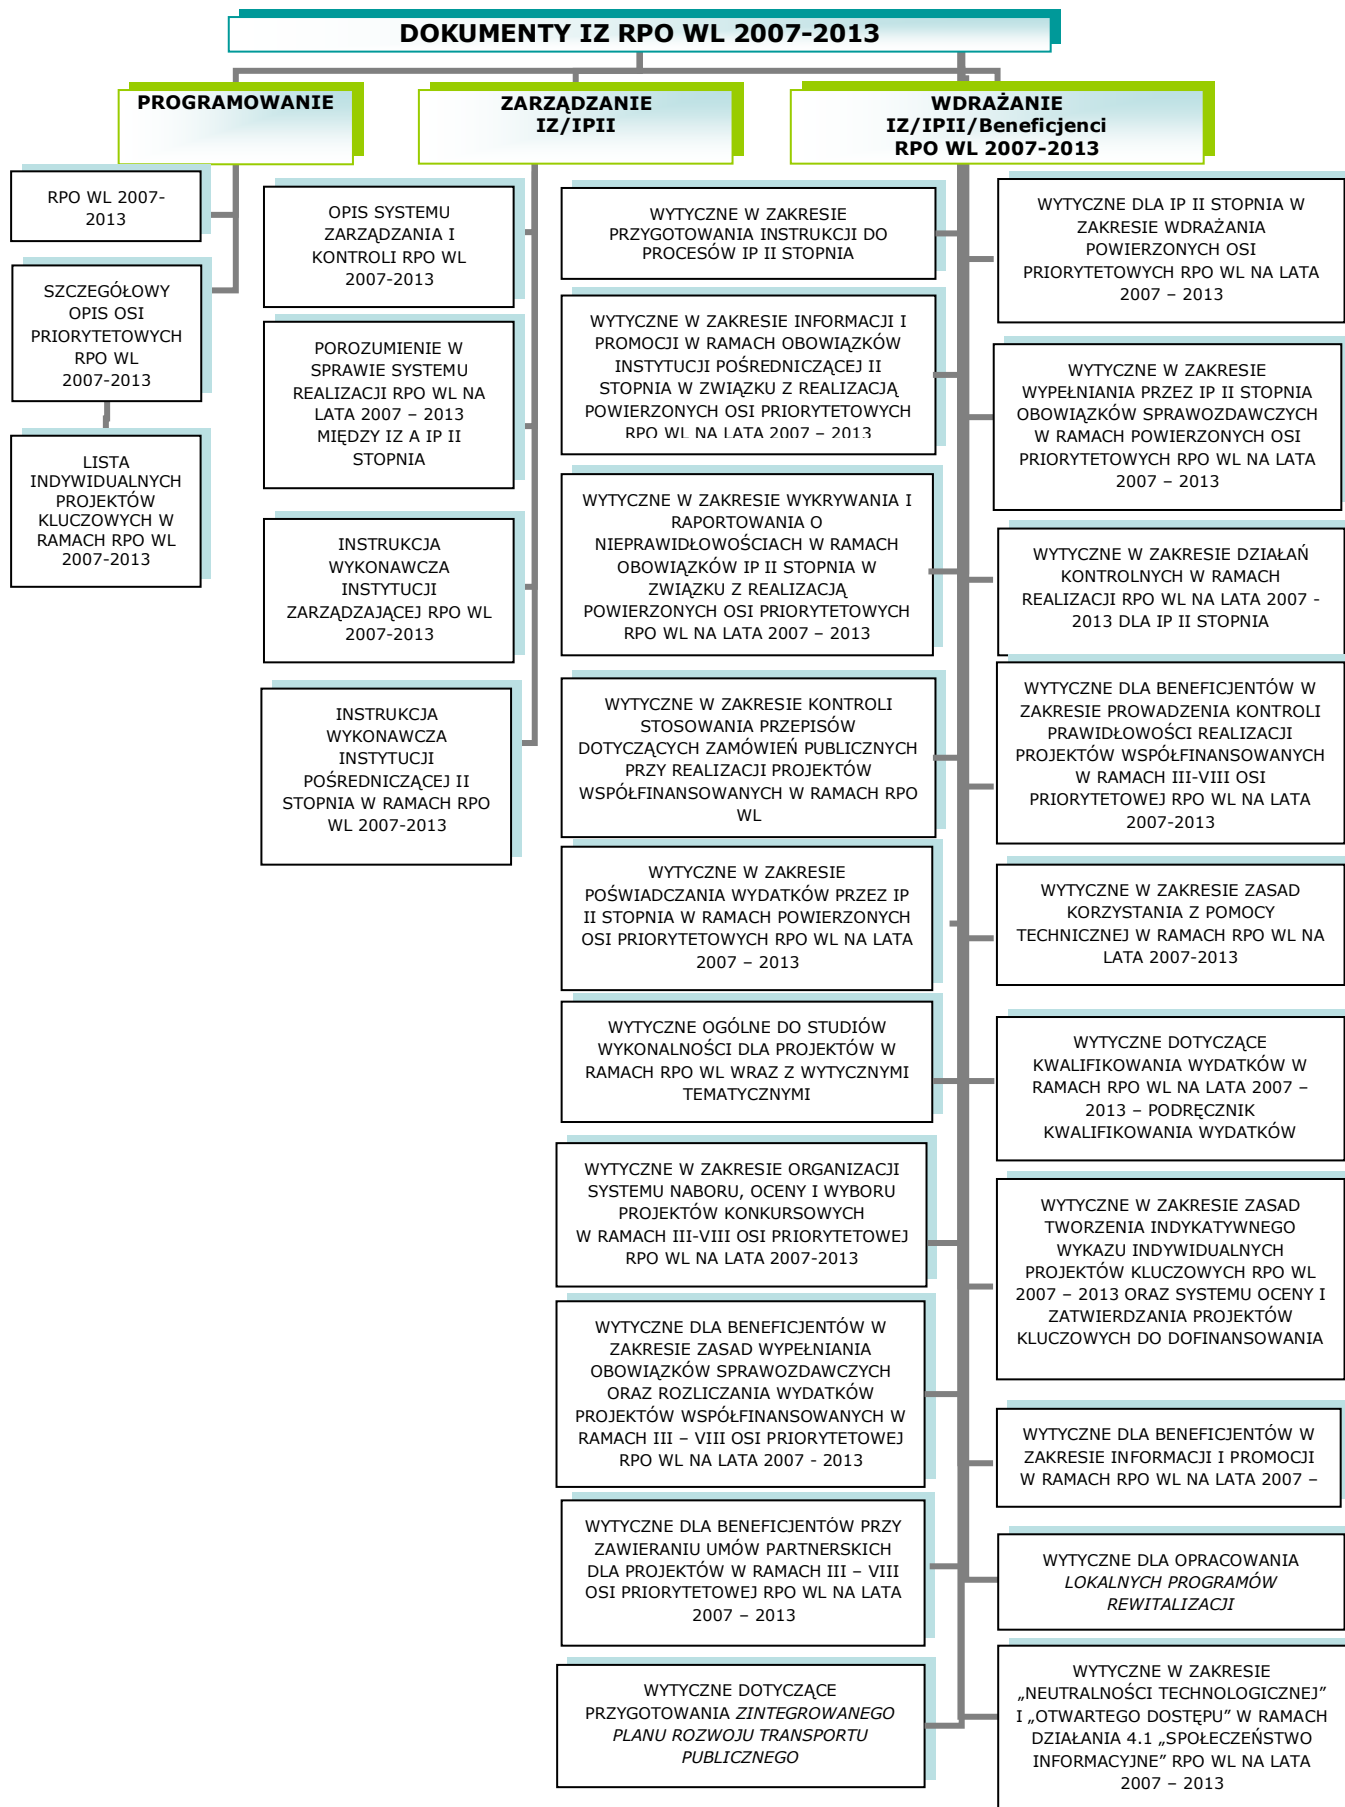 DOKUMENTY IZ RPO WL 2007-2013
PROGRAMOWANIE
RPO WL 2007-
2013
SZCZEGÓŁOWY
OPIS OSI
PRIORYTETOWYCH
RPO WL
2007-2013
LISTA
INDYWIDUALNYCH
PROJEKTÓW
KLUCZOWYCH W
RAMACH RPO WL
2007-2013
ZARZĄDZANIE
IZ/IPII
OPIS SYSTEMU
ZARZĄDZANIA I
KONTROLI RPO WL
2007-2013
POROZUMIENIE W
SPRAWIE SYSTEMU
REALIZACJI RPO WL NA
LATA 2007 – 2013
MIĘDZY IZ A IP II
STOPNIA
INSTRUKCJA
WYKONAWCZA
INSTYTUCJI
ZARZĄDZAJĄCEJ RPO WL
2007-2013
INSTRUKCJA
WYKONAWCZA
INSTYTUCJI
POŚREDNICZĄCEJ II
STOPNIA W RAMACH RPO
WL 2007-2013
WDRAŻANIE
IZ/IPII/Beneficjenci
RPO WL 2007-2013
WYTYCZNE W ZAKRESIE
PRZYGOTOWANIA INSTRUKCJI DO
PROCESÓW IP II STOPNIA
WYTYCZNE W ZAKRESIE INFORMACJI I
PROMOCJI W RAMACH OBOWIĄZKÓW
INSTYTUCJI POŚREDNICZĄCEJ II
STOPNIA W ZWIĄZKU Z REALIZACJĄ
POWIERZONYCH OSI PRIORYTETOWYCH
RPO WL NA LATA 2007 – 2013
WYTYCZNE W ZAKRESIE WYKRYWANIA I
RAPORTOWANIA O
NIEPRAWIDŁOWOŚCIACH W RAMACH
OBOWIĄZKÓW IP II STOPNIA W
ZWIĄZKU Z REALIZACJĄ
POWIERZONYCH OSI PRIORYTETOWYCH
RPO WL NA LATA 2007 – 2013
WYTYCZNE W ZAKRESIE KONTROLI
STOSOWANIA PRZEPISÓW
DOTYCZĄCYCH ZAMÓWIEŃ PUBLICZNYCH
PRZY REALIZACJI PROJEKTÓW
WSPÓŁFINANSOWANYCH W RAMACH RPO
WL
WYTYCZNE W ZAKRESIE
POŚWIADCZANIA WYDATKÓW PRZEZ IP
II STOPNIA W RAMACH POWIERZONYCH
OSI PRIORYTETOWYCH RPO WL NA LATA
2007 – 2013
WYTYCZNE OGÓLNE DO STUDIÓW
WYKONALNOŚCI DLA PROJEKTÓW W
RAMACH RPO WL WRAZ Z WYTYCZNYMI
TEMATYCZNYMI
WYTYCZNE W ZAKRESIE ORGANIZACJI
SYSTEMU NABORU, OCENY I WYBORU
PROJEKTÓW KONKURSOWYCH
W RAMACH III-VIII OSI PRIORYTETOWEJ
RPO WL NA LATA 2007-2013
WYTYCZNE DLA BENEFICJENTÓW W
ZAKRESIE ZASAD WYPEŁNIANIA
OBOWIĄZKÓW SPRAWOZDAWCZYCH
ORAZ ROZLICZANIA WYDATKÓW
PROJEKTÓW WSPÓŁFINANSOWANYCH W
RAMACH III – VIII OSI PRIORYTETOWEJ
RPO WL NA LATA 2007 - 2013
WYTYCZNE DLA BENEFICJENTÓW PRZY
ZAWIERANIU UMÓW PARTNERSKICH
DLA PROJEKTÓW W RAMACH III – VIII
OSI PRIORYTETOWEJ RPO WL NA LATA
2007 – 2013
WYTYCZNE DOTYCZĄCE
PRZYGOTOWANIA ZINTEGROWANEGO
PLANU ROZWOJU TRANSPORTU
PUBLICZNEGO
WYTYCZNE DLA IP II STOPNIA W
ZAKRESIE WDRAŻANIA
POWIERZONYCH OSI
PRIORYTETOWYCH RPO WL NA LATA
2007 – 2013
WYTYCZNE W ZAKRESIE
WYPEŁNIANIA PRZEZ IP II STOPNIA
OBOWIĄZKÓW SPRAWOZDAWCZYCH
W RAMACH POWIERZONYCH OSI
PRIORYTETOWYCH RPO WL NA LATA
2007 – 2013
WYTYCZNE W ZAKRESIE DZIAŁAŃ
KONTROLNYCH W RAMACH
REALIZACJI RPO WL NA LATA 2007 -
2013 DLA IP II STOPNIA
WYTYCZNE DLA BENEFICJENTÓW W
ZAKRESIE PROWADZENIA KONTROLI
PRAWIDŁOWOŚCI REALIZACJI
PROJEKTÓW WSPÓŁFINANSOWANYCH
W RAMACH III-VIII OSI
PRIORYTETOWEJ RPO WL NA LATA
2007-2013
WYTYCZNE W ZAKRESIE ZASAD
KORZYSTANIA Z POMOCY
TECHNICZNEJ W RAMACH RPO WL NA
LATA 2007-2013
WYTYCZNE DOTYCZĄCE
KWALIFIKOWANIA WYDATKÓW W
RAMACH RPO WL NA LATA 2007 –
2013 – PODRĘCZNIK
KWALIFIKOWANIA WYDATKÓW
WYTYCZNE W ZAKRESIE ZASAD
TWORZENIA INDYKATYWNEGO
WYKAZU INDYWIDUALNYCH
PROJEKTÓW KLUCZOWYCH RPO WL
2007 – 2013 ORAZ SYSTEMU OCENY I
ZATWIERDZANIA PROJEKTÓW
KLUCZOWYCH DO DOFINANSOWANIA
WYTYCZNE DLA BENEFICJENTÓW W
ZAKRESIE INFORMACJI I PROMOCJI
W RAMACH RPO WL NA LATA 2007 –
WYTYCZNE DLA OPRACOWANIA
LOKALNYCH PROGRAMÓW
REWITALIZACJI
WYTYCZNE W ZAKRESIE
„NEUTRALNOŚCI TECHNOLOGICZNEJ”
I „OTWARTEGO DOSTĘPU” W RAMACH
DZIAŁANIA 4.1 „SPOŁECZEŃSTWO
INFORMACYJNE” RPO WL NA LATA
2007 – 2013